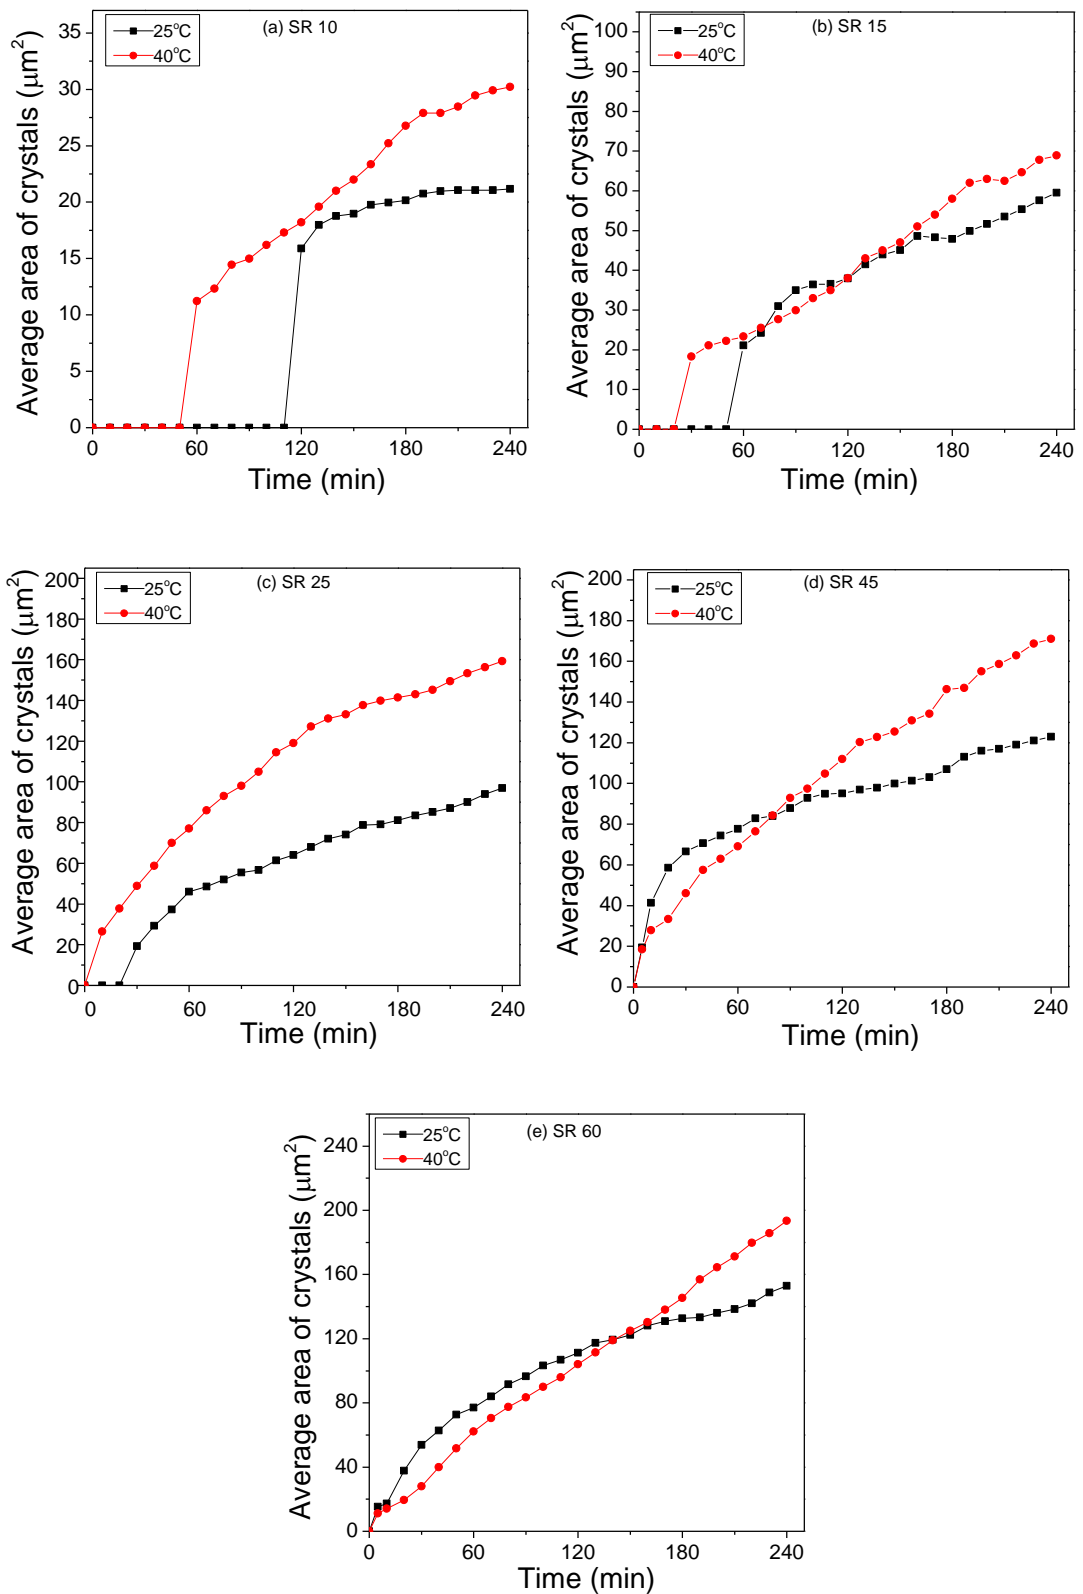 (a) SR 10
25°C
40°C
Average area of crystals (μm²)
35
30
25
20
15
10
5
0
0 60 120 180 240
Time (min)
(b) SR 15
25°C
40°C
Average area of crystals (μm²)
100
90
80
70
60
50
40
30
20
10
0
0 60 120 180 240
Time (min)
(c) SR 25
25°C
40°C
Average area of crystals (μm²)
200
180
160
140
120
100
80
60
40
20
0
0 60 120 180 240
Time (min)
(d) SR 45
25°C
40°C
Average area of crystals (μm²)
200
180
160
140
120
100
80
60
40
20
0
0 60 120 180 240
Time (min)
(e) SR 60
25°C
40°C
Average area of crystals (μm²)
240
200
160
120
80
40
0
0 60 120 180 240
Time (min)